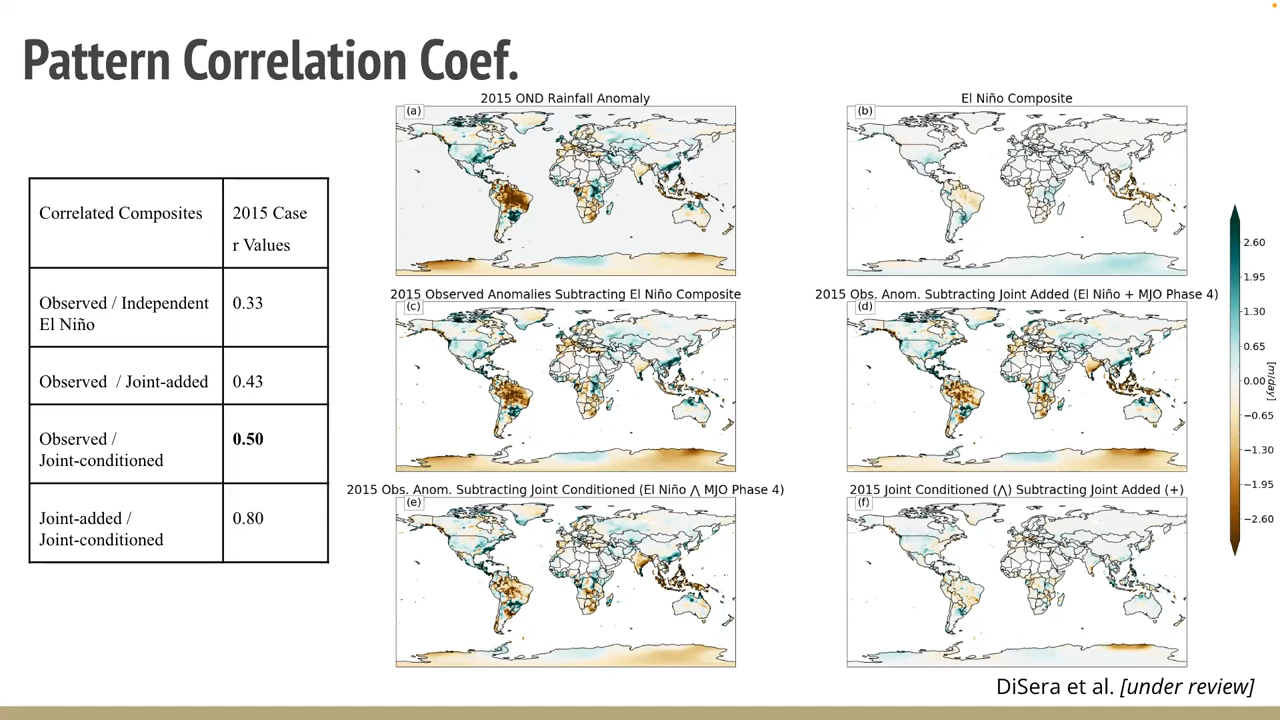 Pattern Correlation Coef.
Correlated Composites
2015 Case
r Values
Observed / Independent
El Niño
0.33
Observed / Joint-added
0.43
Observed /
Joint-conditioned
0.50
Joint-added /
Joint-conditioned
0.80
2015 OND Rainfall Anomaly
(a)
El Niño Composite
(b)
2015 Observed Anomalies Subtracting El Niño Composite
(c)
2015 Obs. Anom. Subtracting Joint Added (El Niño + MJO Phase 4)
(d)
2015 Obs. Anom. Subtracting Joint Conditioned (El Niño ⋀ MJO Phase 4)
(e)
2015 Joint Conditioned (⋀) Subtracting Joint Added (+)
(f)
2.60
1.95
1.30
0.65
0.00
−0.65
−1.30
−1.95
−2.60
[m/day]
DiSera et al. [under review]